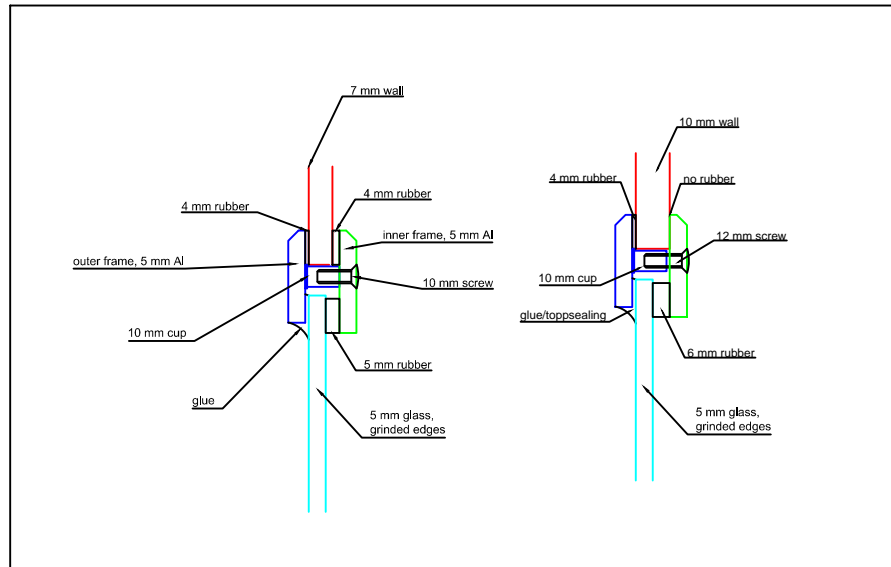 7 mm wall
4 mm rubber
4 mm rubber
inner frame, 5 mm Al
outer frame, 5 mm Al
10 mm screw
10 mm cup
5 mm rubber
glue
5 mm glass,
grinded edges
10 mm wall
4 mm rubber
no rubber
12 mm screw
10 mm cup
glue/toppsealing
6 mm rubber
5 mm glass,
grinded edges